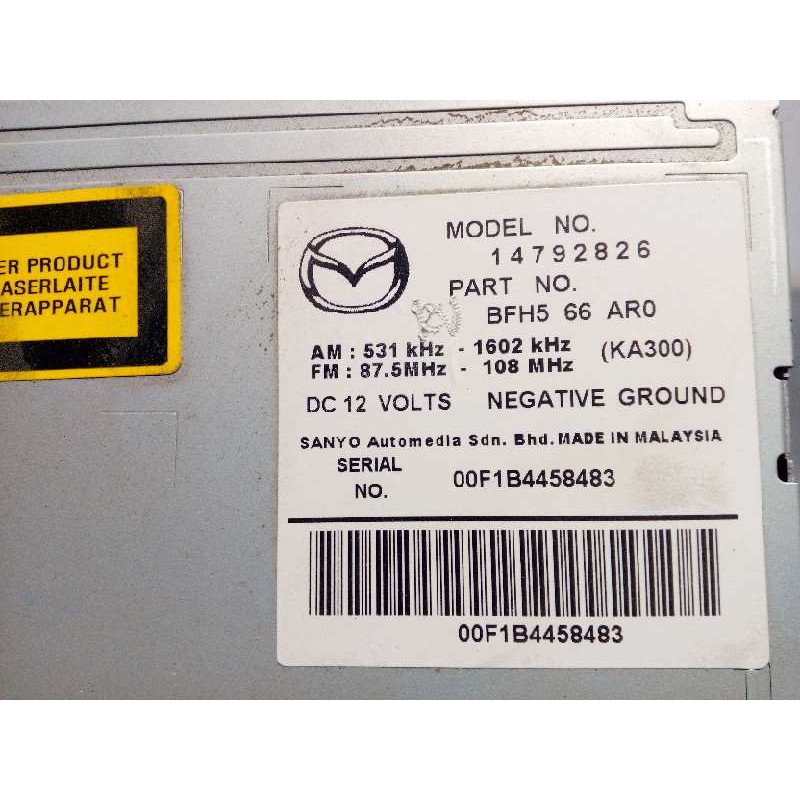 ER PRODUCT
ASERLAITE
ERAPPARAT
MODEL NO.
14792826
PART NO.
BFH5 66 AR0
AM : 531 kHz - 1602 kHz (KA300)
FM : 87.5MHz - 108 MHz
DC 12 VOLTS NEGATIVE GROUND
SANYO Automedia Sdn. Bhd. MADE IN MALAYSIA
SERIAL
NO. 00F1B4458483
00F1B4458483